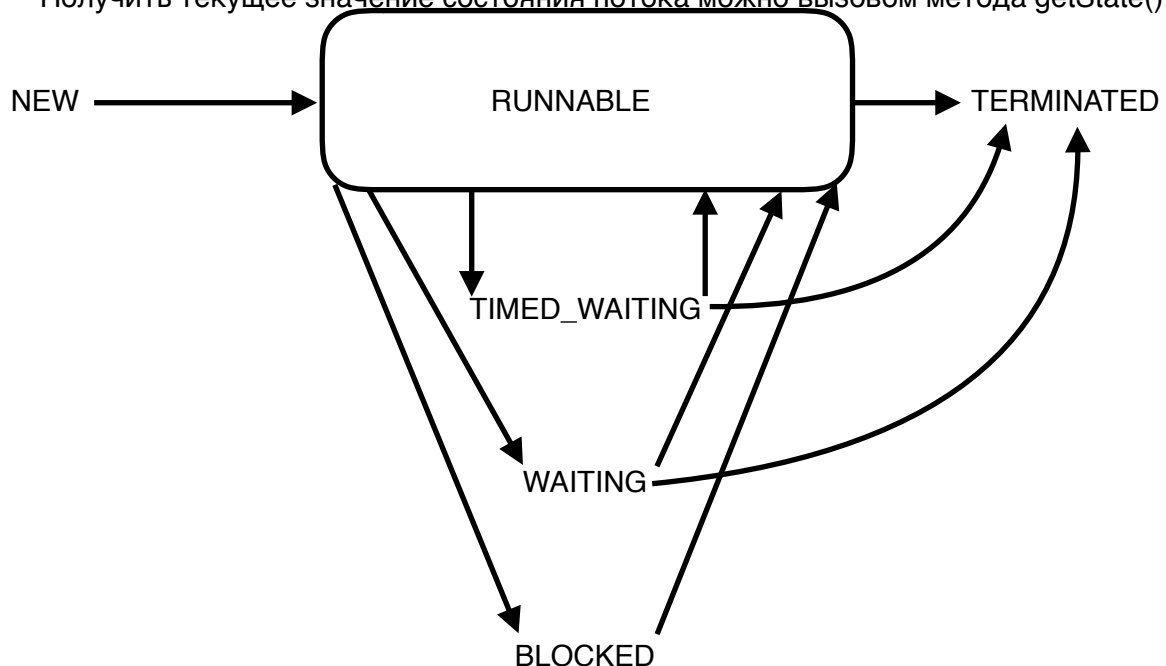 Получить текущее значение состояния потока можно вызовом метода getState()
NEW
RUNNABLE
TERMINATED
TIMED_WAITING
WAITING
BLOCKED